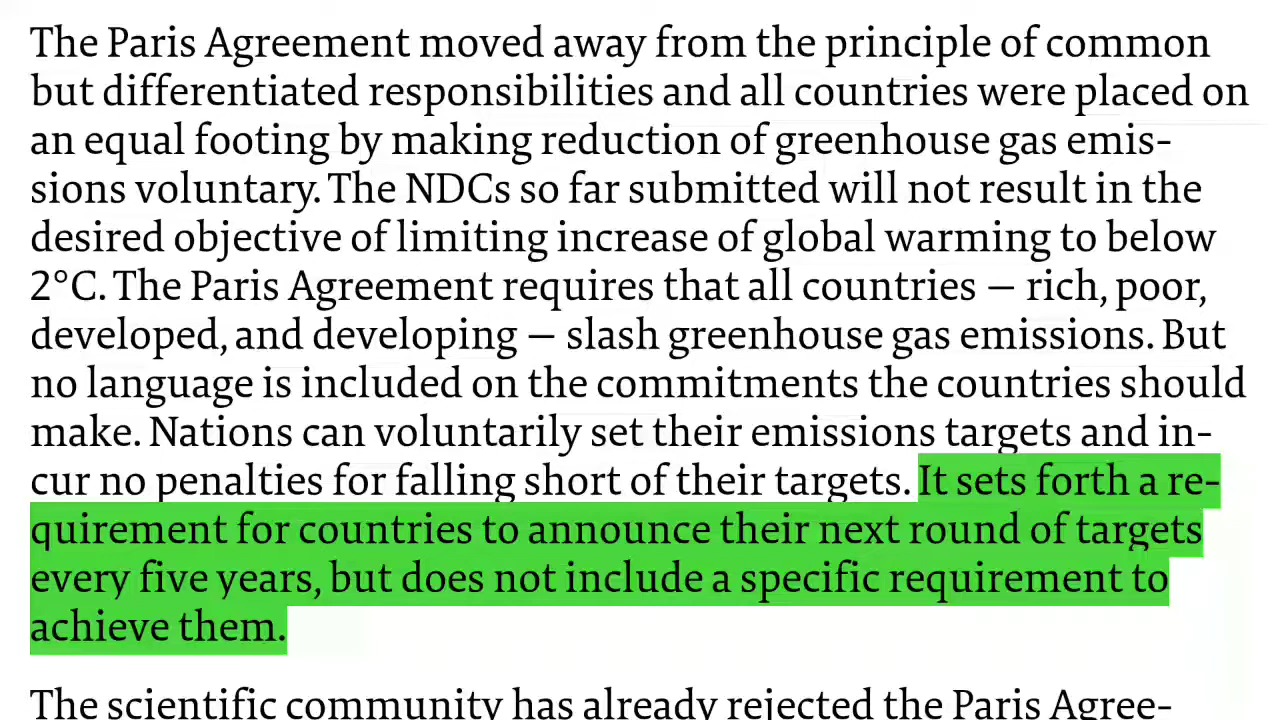 The Paris Agreement moved away from the principle of common
but differentiated responsibilities and all countries were placed on
an equal footing by making reduction of greenhouse gas emis-
sions voluntary. The NDCs so far submitted will not result in the
desired objective of limiting increase of global warming to below
2°C. The Paris Agreement requires that all countries — rich, poor,
developed, and developing — slash greenhouse gas emissions. But
no language is included on the commitments the countries should
make. Nations can voluntarily set their emissions targets and in-
cur no penalties for falling short of their targets. It sets forth a re-
quirement for countries to announce their next round of targets
every five years, but does not include a specific requirement to
achieve them.
The scientific community has already rejected the Paris Agree-